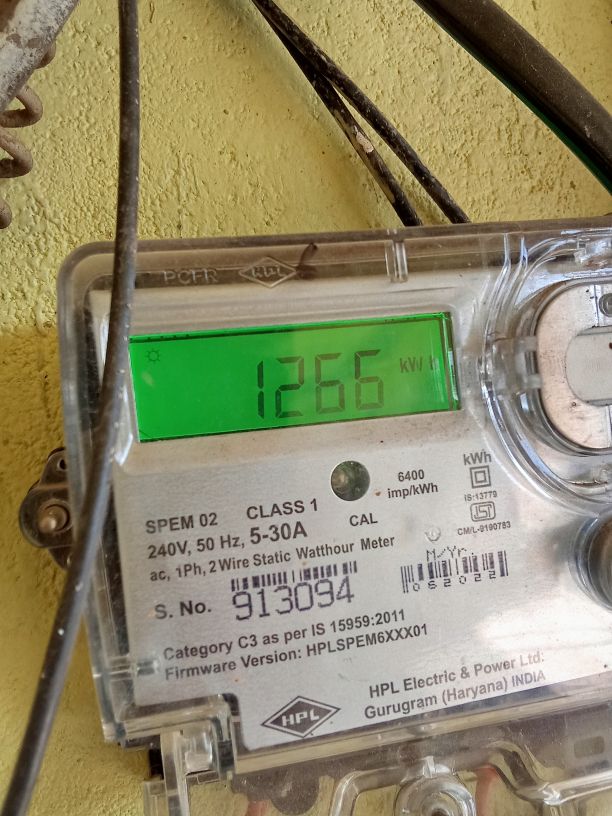 PCFR HPL
1266 kWh
6400
imp/kWh
kWh
IS:13779
ISI
CM/L-9190783
SPEM 02 CLASS 1
CAL
240V, 50 Hz, 5-30A
ac, 1Ph, 2 Wire Static Watthour Meter
M/Yr.
062022
S. No. 913094
Category C3 as per IS 15959:2011
Firmware Version: HPLSPEM6XXX01
HPL
HPL Electric & Power Ltd.
Gurugram (Haryana) INDIA